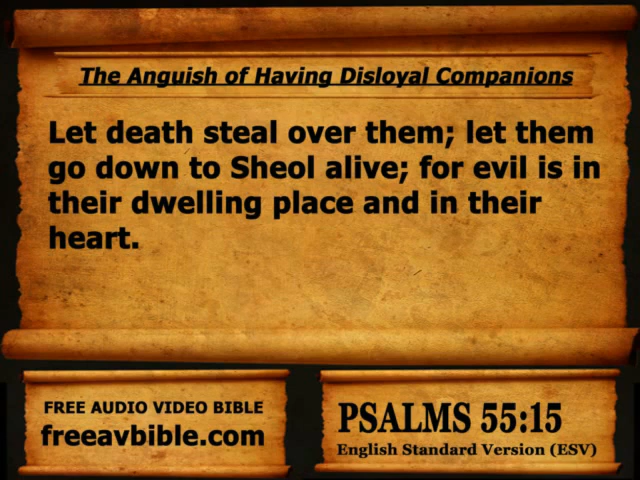 The Anguish of Having Disloyal Companions
Let death steal over them; let them
go down to Sheol alive; for evil is in
their dwelling place and in their
heart.
FREE AUDIO VIDEO BIBLE
freeavbible.com
PSALMS 55:15
English Standard Version (ESV)